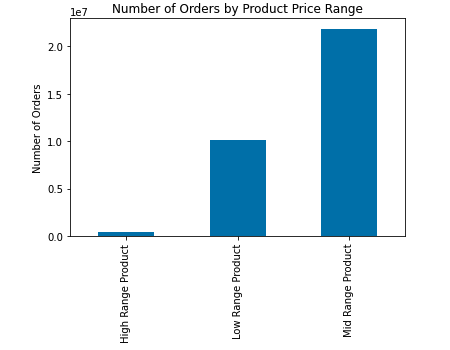 Number of Orders by Product Price Range
1e7
2.0
1.5
1.0
0.5
0.0
Number of Orders
High Range Product
Low Range Product
Mid Range Product